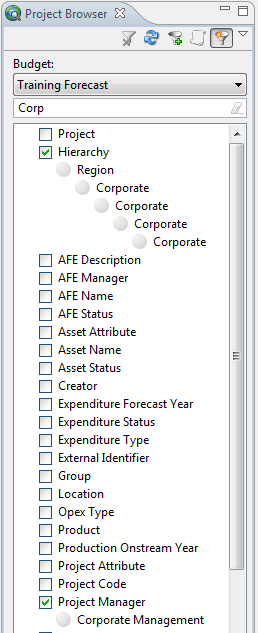 Project Browser
Budget:
Training Forecast
Corp
Project
Hierarchy
Region
Corporate
Corporate
Corporate
Corporate
AFE Description
AFE Manager
AFE Name
AFE Status
Asset Attribute
Asset Name
Asset Status
Creator
Expenditure Forecast Year
Expenditure Status
Expenditure Type
External Identifier
Group
Location
Opex Type
Product
Production Onstream Year
Project Attribute
Project Code
Project Manager
Corporate Management